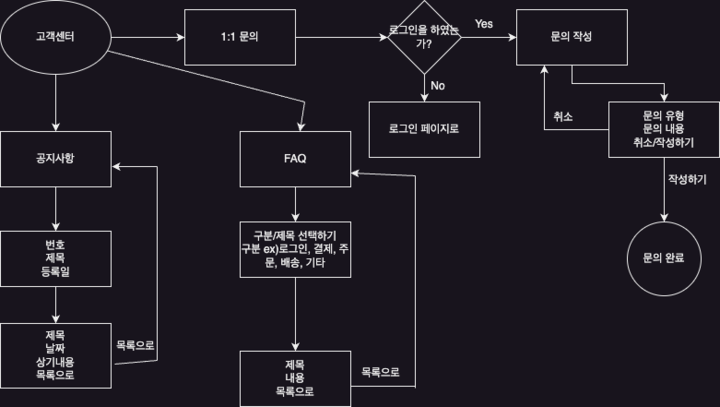 고객센터
1:1 문의
로그인을 하였는
가?
Yes
문의 작성
No
로그인 페이지로
취소
문의 유형
문의 내용
취소/작성하기
작성하기
문의 완료
공지사항
번호
제목
등록일
제목
날짜
상기내용
목록으로
목록으로
FAQ
구분/제목 선택하기
구분 ex)로그인, 결제, 주
문, 배송, 기타
제목
내용
목록으로
목록으로